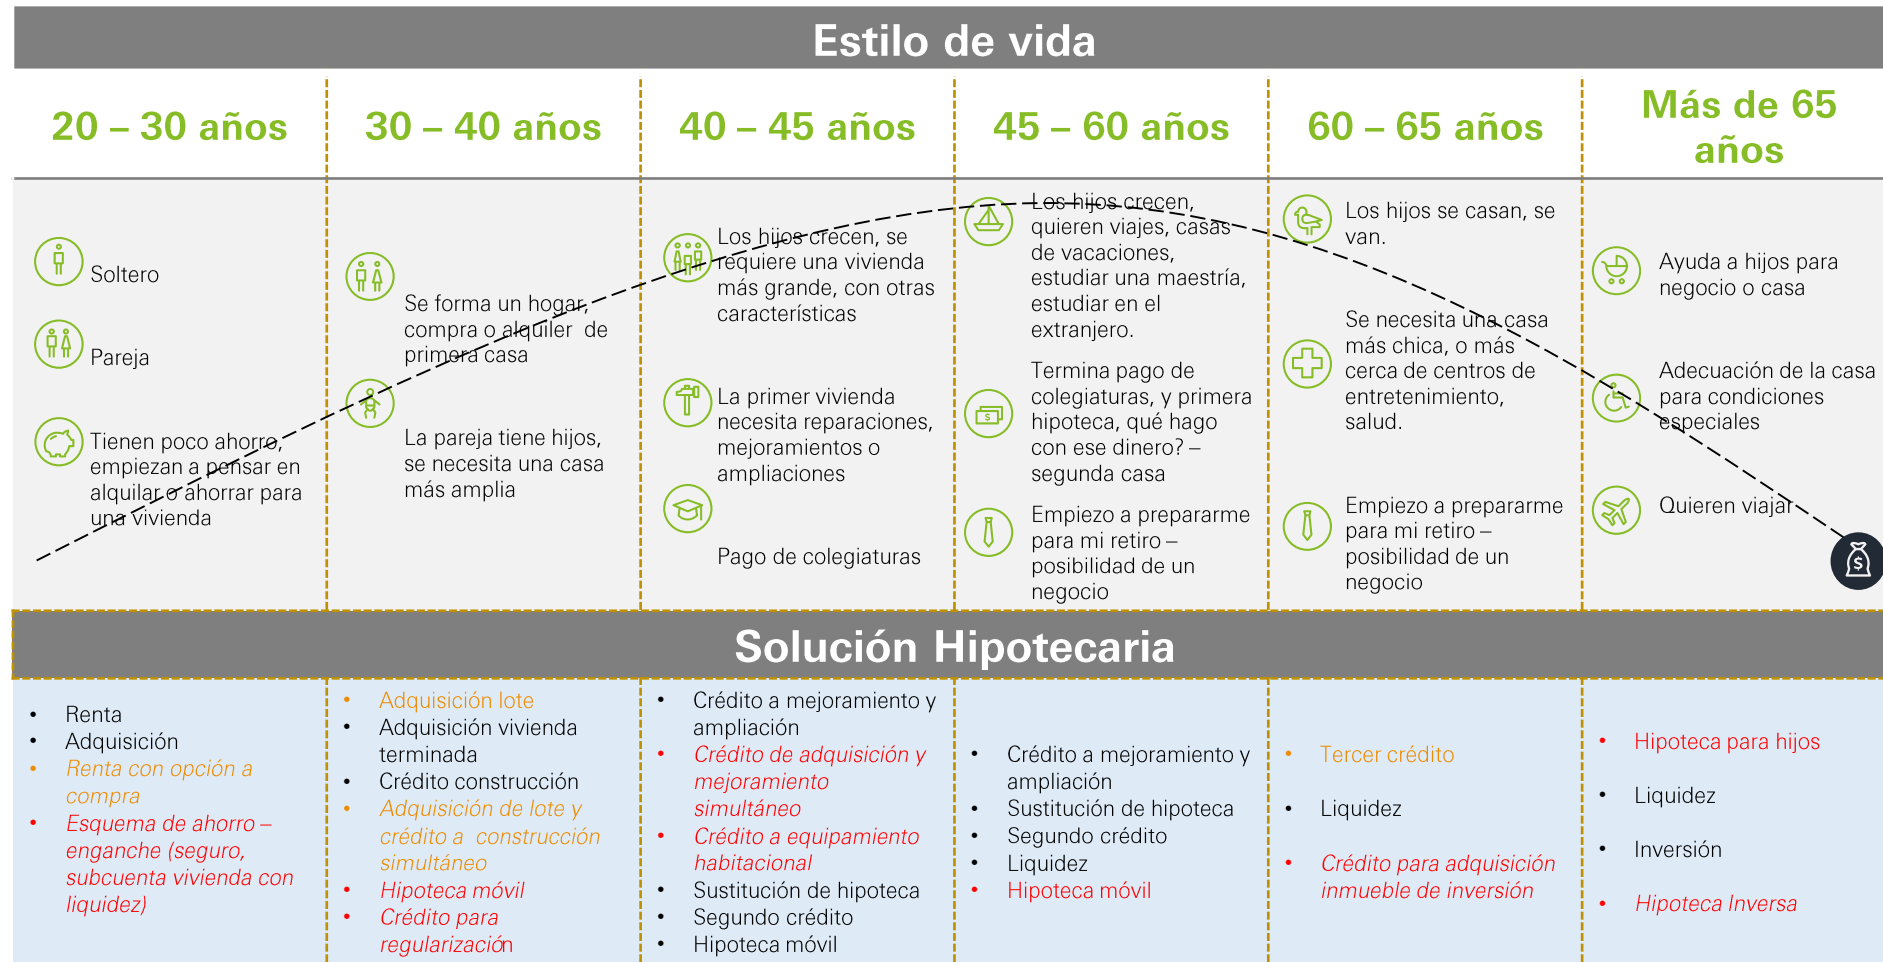 Estilo de vida
20 – 30 años
30 – 40 años
40 – 45 años
45 – 60 años
60 – 65 años
Más de 65
años
Soltero
Pareja
Tienen poco ahorro,
empiezan a pensar en
alquilar o ahorrar para
una vivienda
Se forma un hogar,
compra o alquiler  de
primera casa
La pareja tiene hijos,
se necesita una casa
más amplia
Los hijos crecen, se
requiere una vivienda
más grande, con otras
características
La primer vivienda
necesita reparaciones,
mejoramientos o
ampliaciones
Pago de colegiaturas
Los hijos crecen,
quieren viajes, casas
de vacaciones,
estudiar una maestría,
estudiar en el
extranjero.
Termina pago de
colegiaturas, y primera
hipoteca, qué hago
con ese dinero? –
segunda casa
Empiezo a prepararme
para mi retiro –
posibilidad de un
negocio
Los hijos se casan, se
van.
Se necesita una casa
más chica, o más
cerca de centros de
entretenimiento,
salud.
Empiezo a prepararme
para mi retiro –
posibilidad de un
negocio
Ayuda a hijos para
negocio o casa
Adecuación de la casa
para condiciones
especiales
Quieren viajar
Solución Hipotecaria
• Renta
• Adquisición
• Renta con opción a
compra
• Esquema de ahorro –
enganche (seguro,
subcuenta vivienda con
liquidez)
• Adquisición lote
• Adquisición vivienda
terminada
• Crédito construcción
• Adquisición de lote y
crédito a  construcción
simultáneo
• Hipoteca móvil
• Crédito para
regularización
• Crédito a mejoramiento y
ampliación
• Crédito de adquisición y
mejoramiento
simultáneo
• Crédito a equipamiento
habitacional
• Sustitución de hipoteca
• Segundo crédito
• Hipoteca móvil
• Crédito a mejoramiento y
ampliación
• Sustitución de hipoteca
• Segundo crédito
• Liquidez
• Hipoteca móvil
• Tercer crédito
• Liquidez
• Crédito para adquisición
inmueble de inversión
• Hipoteca para hijos
• Liquidez
• Inversión
• Hipoteca Inversa